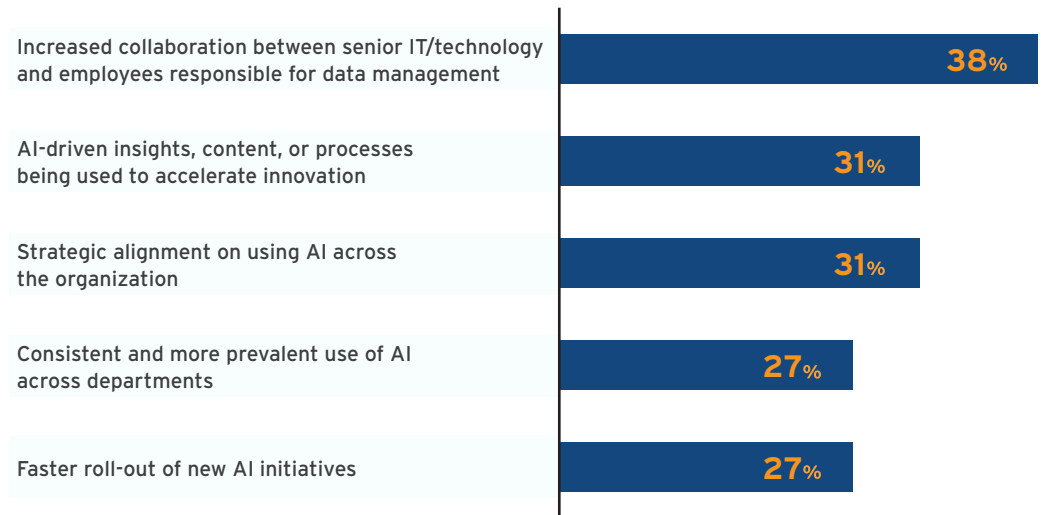 Increased collaboration between senior IT/technology
and employees responsible for data management
38%
AI-driven insights, content, or processes
being used to accelerate innovation
31%
Strategic alignment on using AI across
the organization
31%
Consistent and more prevalent use of AI
across departments
27%
Faster roll-out of new AI initiatives
27%